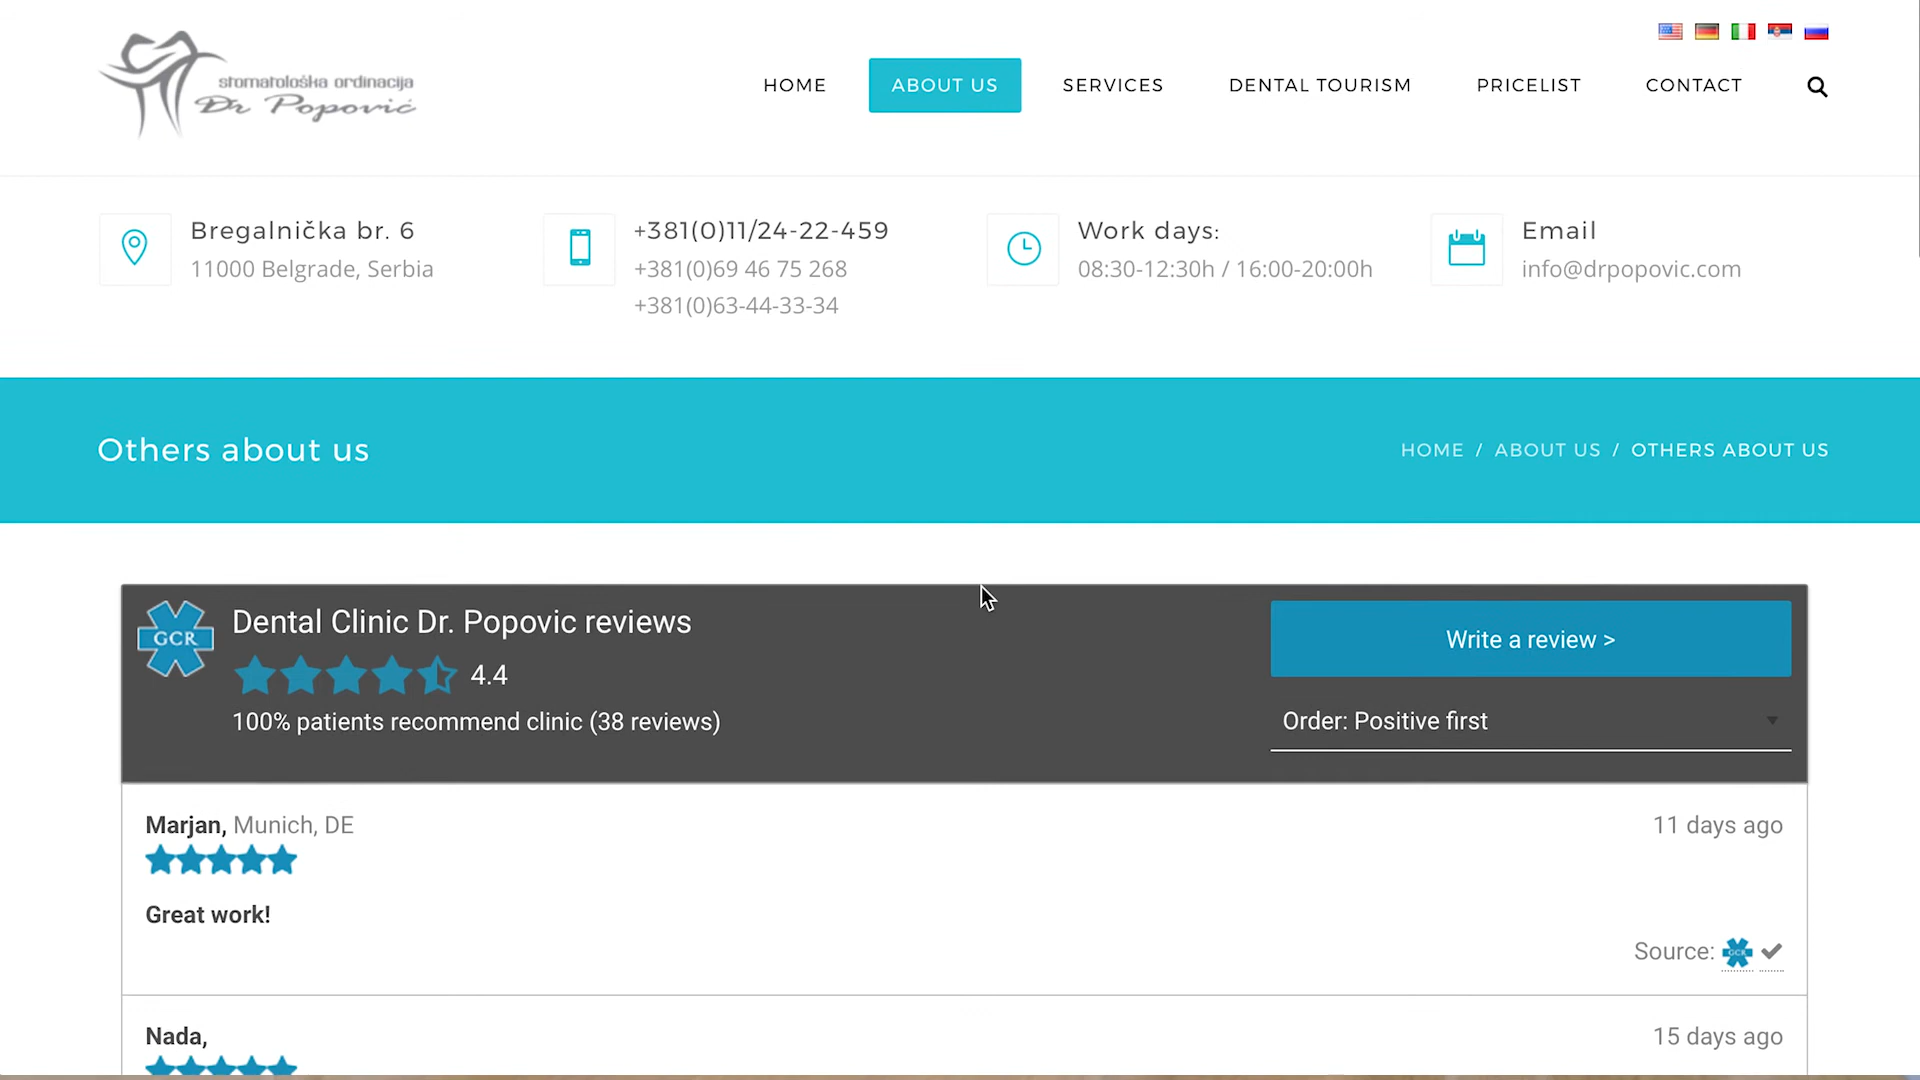 stomatološka ordinacija
Dr Popović
HOME
ABOUT US
SERVICES
DENTAL TOURISM
PRICELIST
CONTACT
Bregalnička br. 6
11000 Belgrade, Serbia
+381(0)11/24-22-459
+381(0)69 46 75 268
+381(0)63-44-33-34
Work days:
08:30-12:30h / 16:00-20:00h
Email
info@drpopovic.com
Others about us
HOME / ABOUT US / OTHERS ABOUT US
GCR
Dental Clinic Dr. Popovic reviews
4.4
100% patients recommend clinic (38 reviews)
Write a review >
Order: Positive first
Marjan, Munich, DE
11 days ago
Great work!
Source: GCR
Nada,
15 days ago